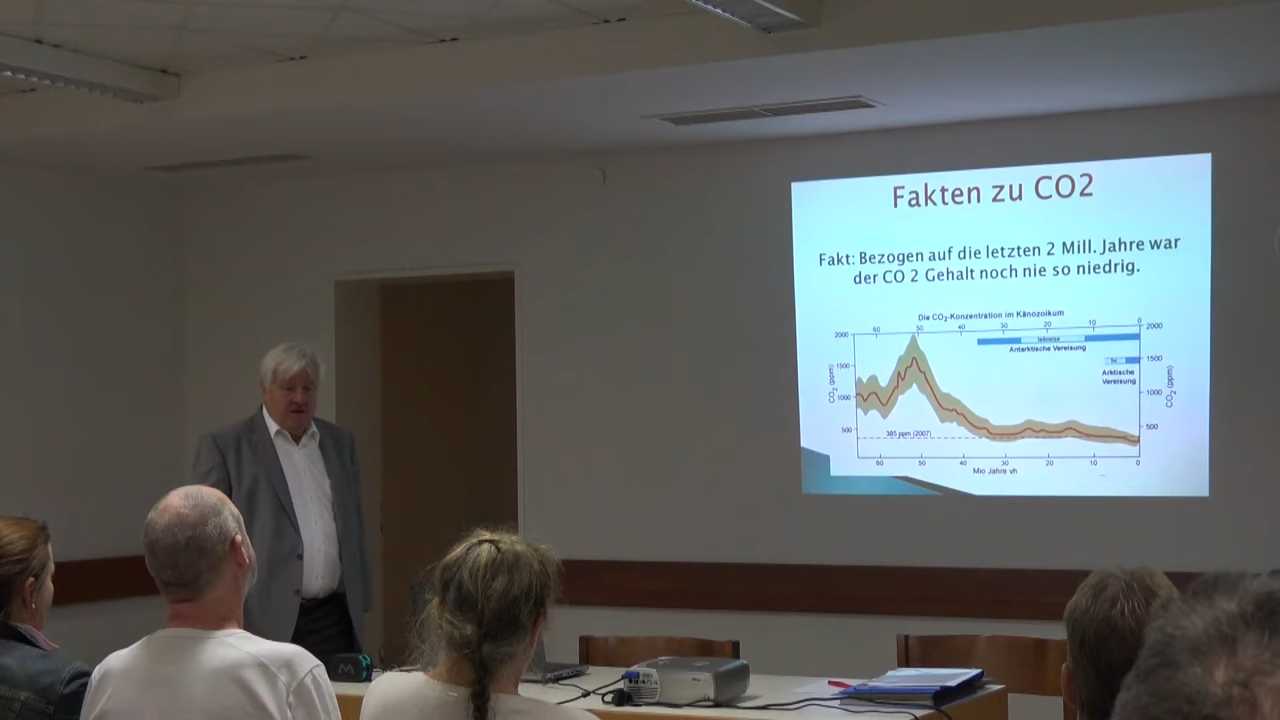 Fakten zu CO2
Fakt: Bezogen auf die letzten 2 Mill. Jahre war
der CO 2 Gehalt noch nie so niedrig.
Die CO2-Konzentration im Känozoikum
60 50 40 30 20 10 0
2000 2000
teilweise
Antarktische Vereisung
1500 1500
Arktische
Vereisung
CO2 (ppm) CO2 (ppm)
1000 1000
500 500
365 ppm (2007)
60 50 40 30 20 10 0
Mio Jahre vh